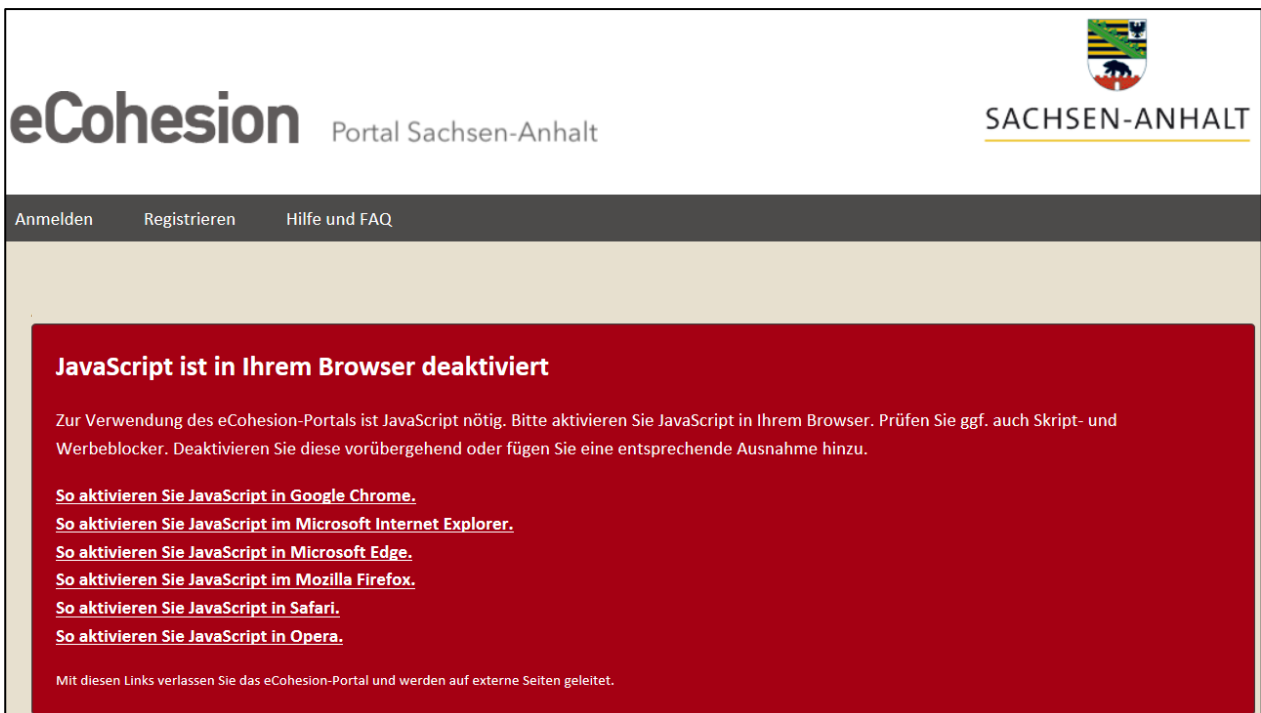 SACHSEN-ANHALT
eCohesion Portal Sachsen-Anhalt
Anmelden Registrieren Hilfe und FAQ
JavaScript ist in Ihrem Browser deaktiviert
Zur Verwendung des eCohesion-Portals ist JavaScript nötig. Bitte aktivieren Sie JavaScript in Ihrem Browser. Prüfen Sie ggf. auch Skript- und
Werbeblocker. Deaktivieren Sie diese vorübergehend oder fügen Sie eine entsprechende Ausnahme hinzu.
So aktivieren Sie JavaScript in Google Chrome.
So aktivieren Sie JavaScript im Microsoft Internet Explorer.
So aktivieren Sie JavaScript in Microsoft Edge.
So aktivieren Sie JavaScript im Mozilla Firefox.
So aktivieren Sie JavaScript in Safari.
So aktivieren Sie JavaScript in Opera.
Mit diesen Links verlassen Sie das eCohesion-Portal und werden auf externe Seiten geleitet.